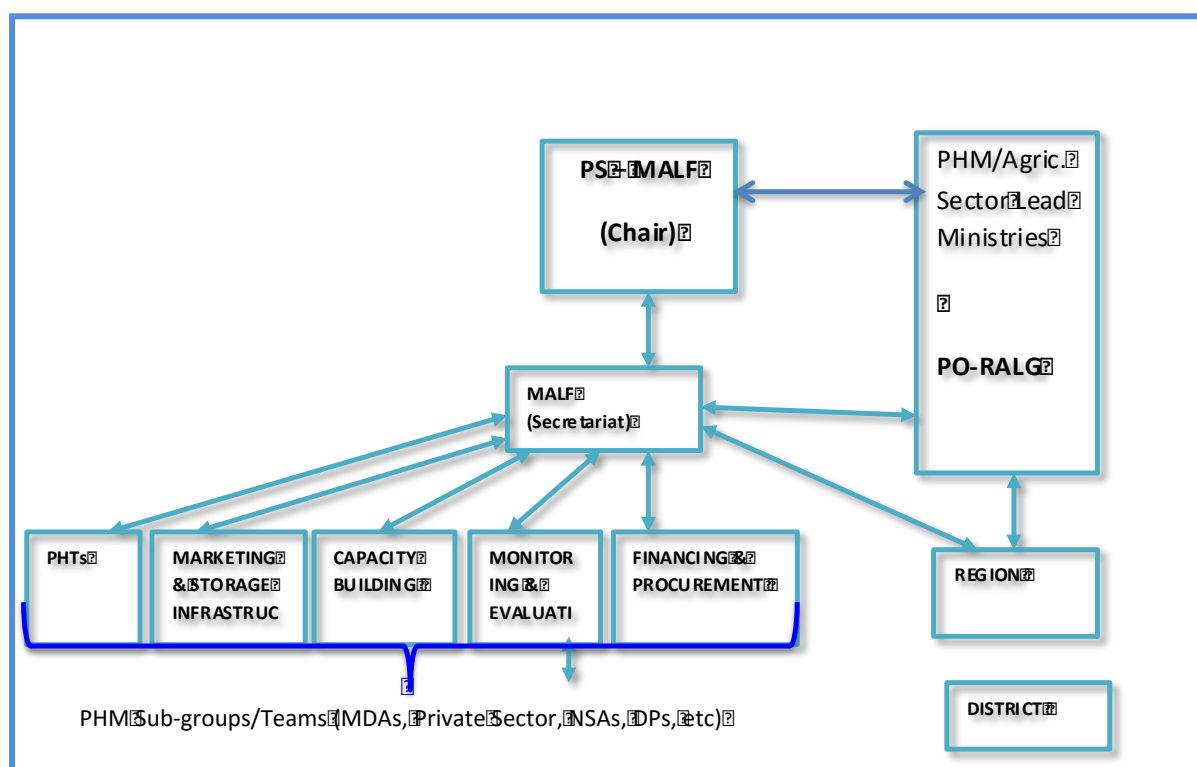 PS – MALF
(Chair)
PHM/Agric.
Sector Lead
Ministries
PO-RALG
MALF
(Secretariat)
PHTs
MARKETING
& STORAGE
INFRASTRUC
CAPACITY
BUILDING
MONITOR
ING &
EVALUATI
FINANCING &
PROCUREMENT
REGION
PHM Sub-groups/Teams (MDAs, Private Sector, NSAs, DPs, etc)
DISTRICT